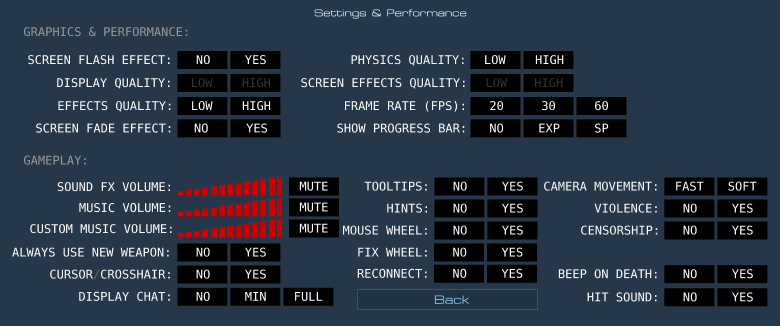 Settings & Performance
GRAPHICS & PERFORMANCE:
SCREEN FLASH EFFECT: NO YES PHYSICS QUALITY: LOW HIGH
DISPLAY QUALITY: LOW HIGH SCREEN EFFECTS QUALITY: LOW HIGH
EFFECTS QUALITY: LOW HIGH FRAME RATE (FPS): 20 30 60
SCREEN FADE EFFECT: NO YES SHOW PROGRESS BAR: NO EXP SP
GAMEPLAY:
SOUND FX VOLUME: MUTE TOOLTIPS: NO YES CAMERA MOVEMENT: FAST SOFT
MUSIC VOLUME: MUTE HINTS: NO YES VIOLENCE: NO YES
CUSTOM MUSIC VOLUME: MUTE MOUSE WHEEL: NO YES CENSORSHIP: NO YES
ALWAYS USE NEW WEAPON: NO YES FIX WHEEL: NO YES
CURSOR/CROSSHAIR: NO YES RECONNECT: NO YES BEEP ON DEATH: NO YES
DISPLAY CHAT: NO MIN FULL Back HIT SOUND: NO YES